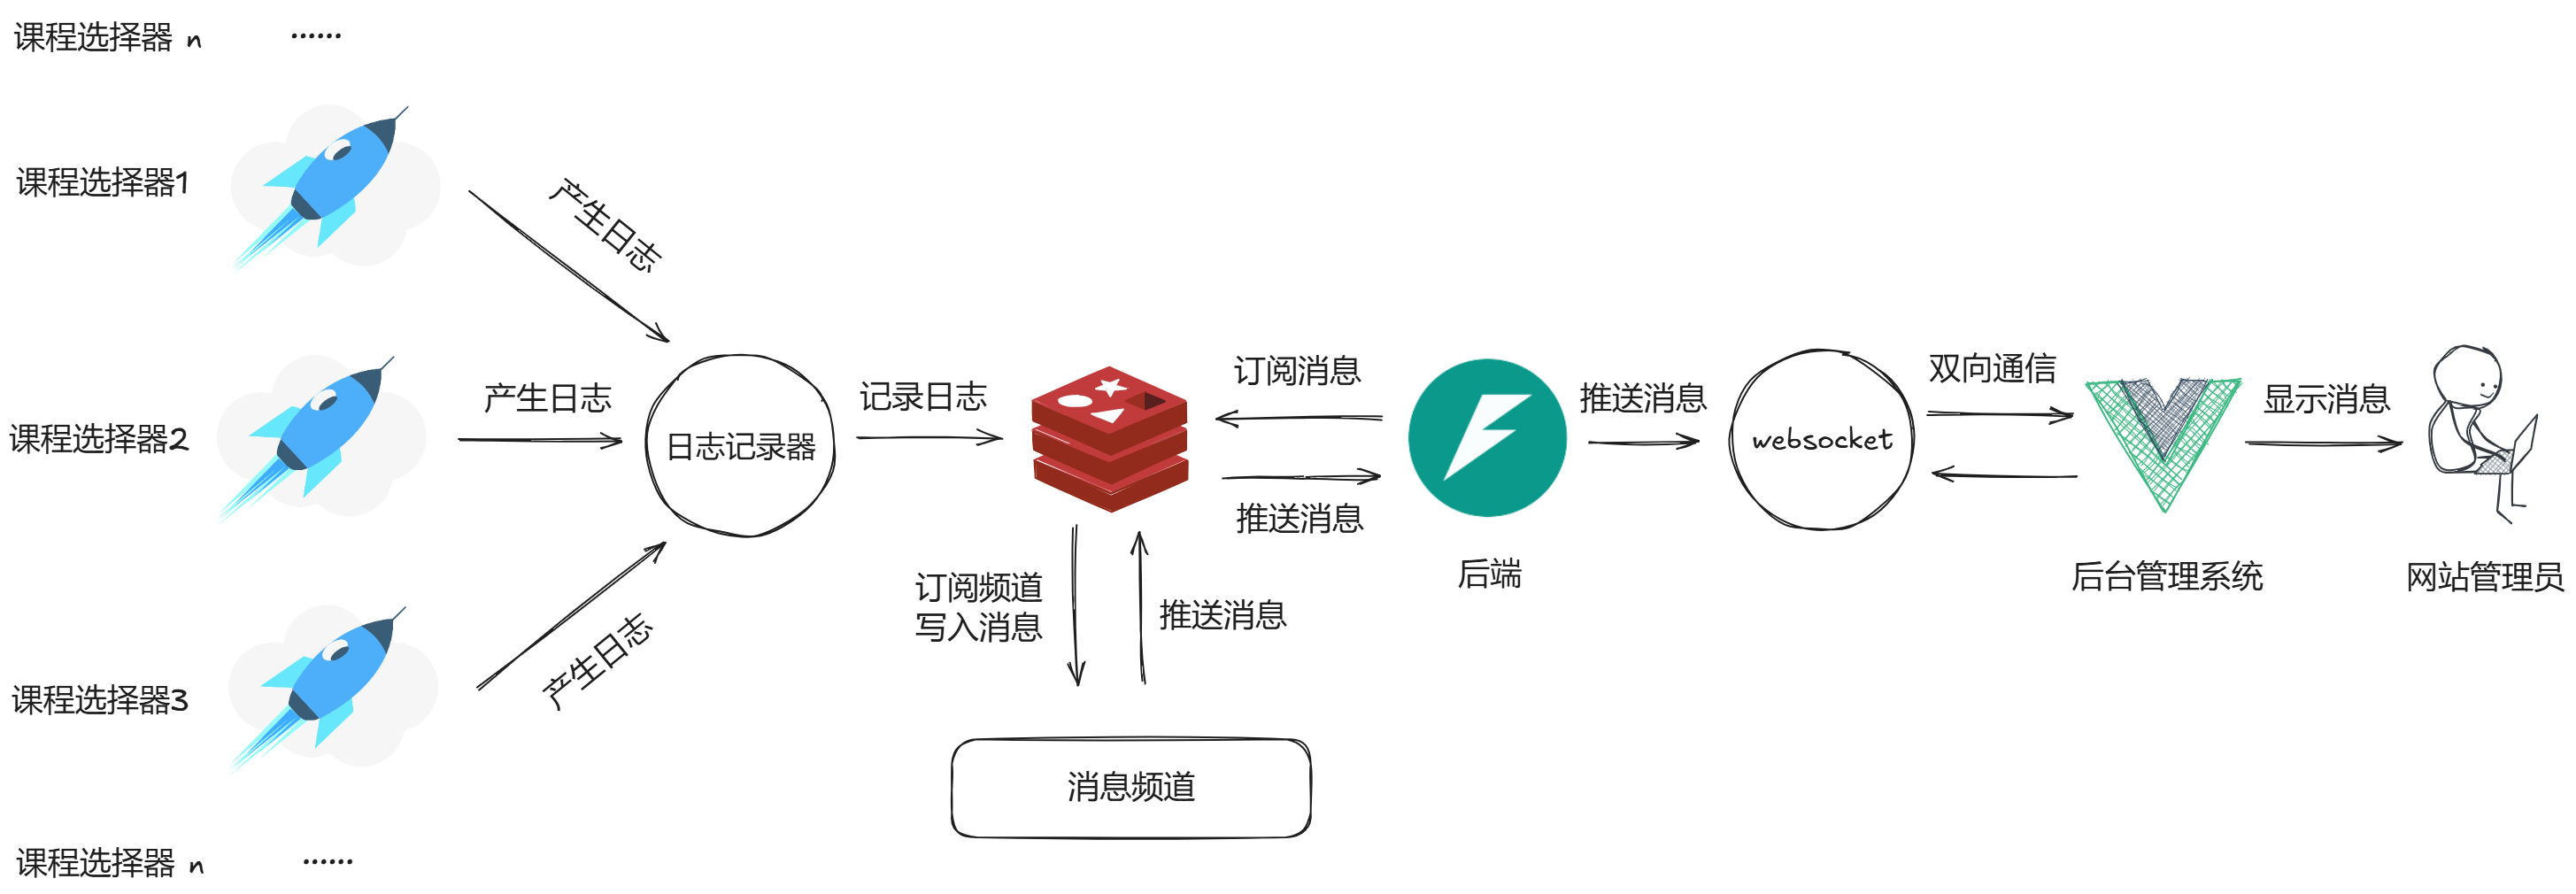 课程选择器 n ......
课程选择器1
产生日志
课程选择器2
产生日志
课程选择器3
产生日志
课程选择器 n ......
日志记录器
记录日志
订阅频道
写入消息
推送消息
消息频道
订阅消息
推送消息
后端
推送消息
websocket
双向通信
后台管理系统
显示消息
网站管理员